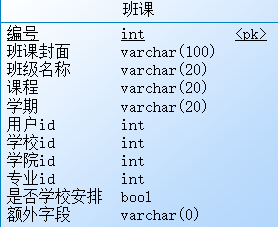 班课
编号 int <pk>
班课封面 varchar(100)
班级名称 varchar(20)
课程 varchar(20)
学期 varchar(20)
用户id int
学校id int
学院id int
专业id int
是否学校安排 bool
额外字段 varchar(0)